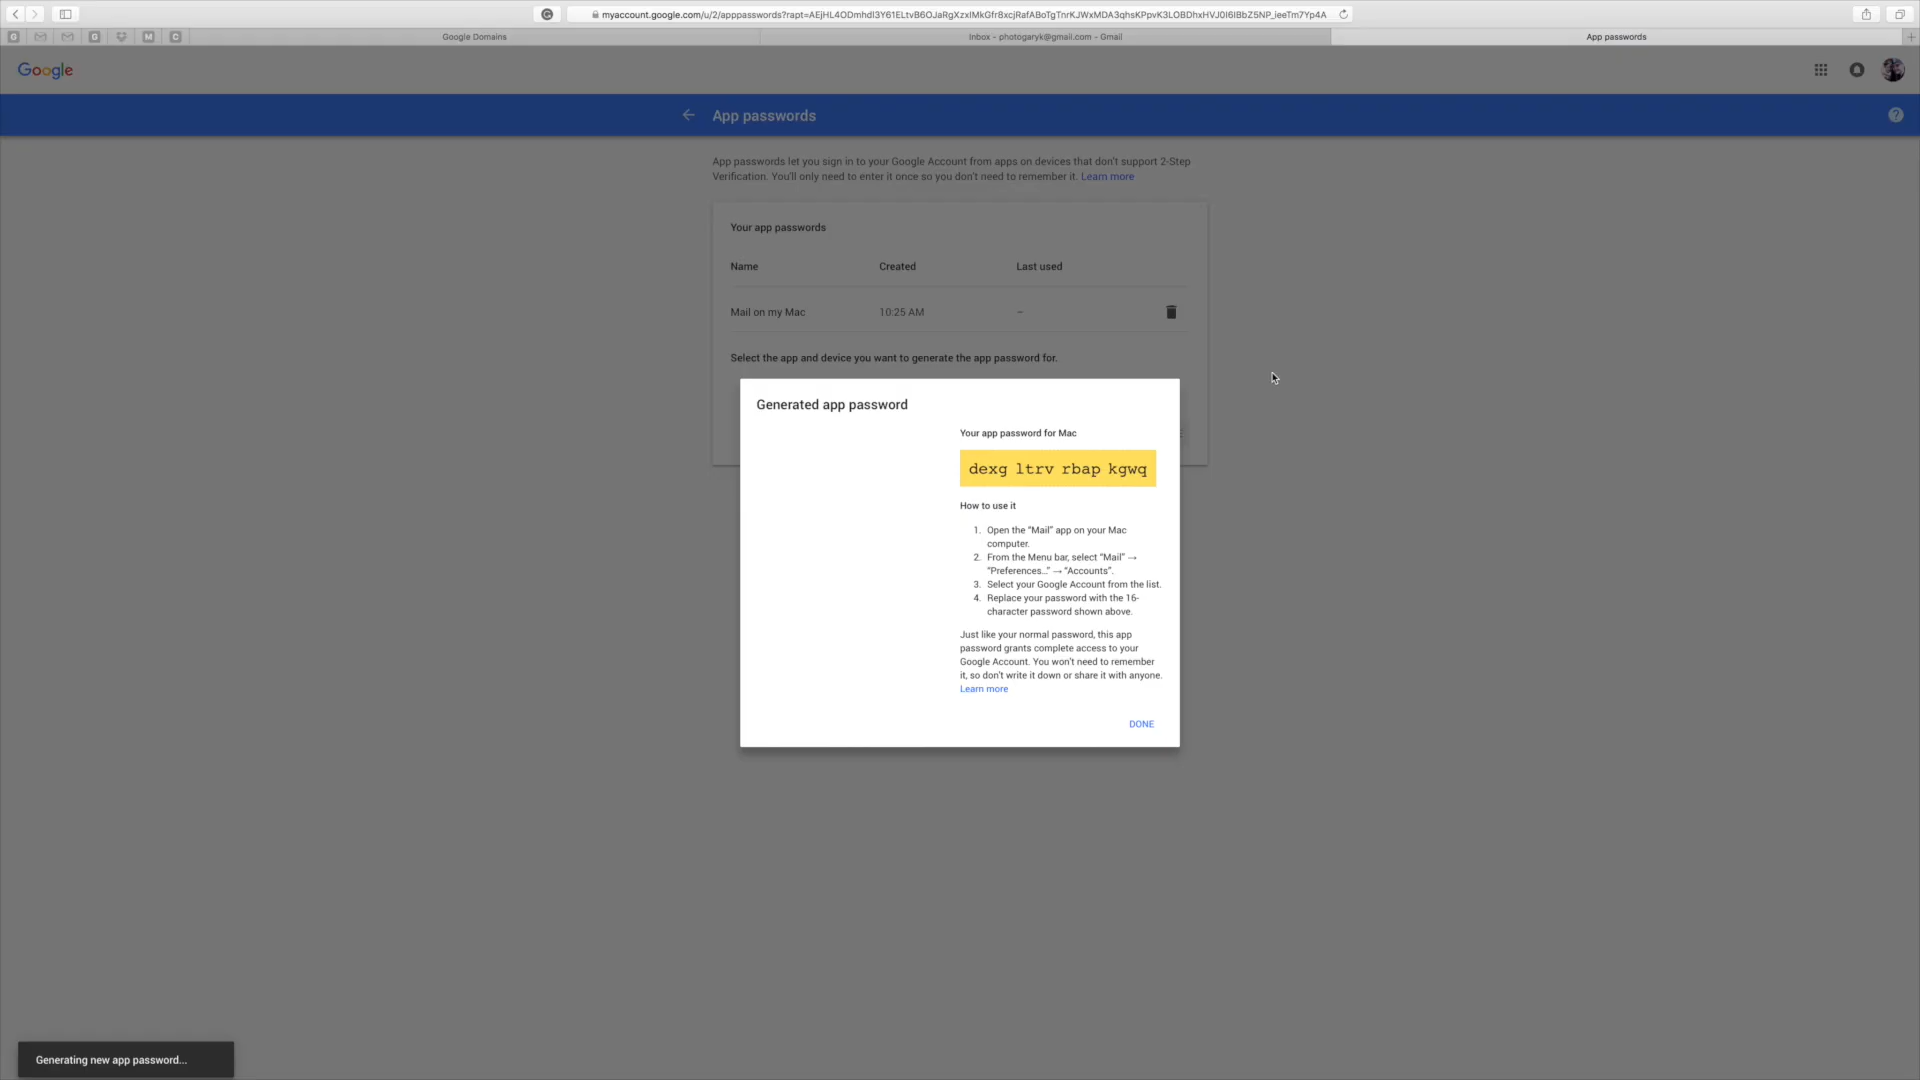 myaccount.google.com/u/2/apppasswords?rapt=AEjHL4ODmhdI3Y61ELtvB6OJaRgXzxIMkGfr8xcjRafABoTgTnrKJWxMDA3qhsKPpvK3LOBDhxHVJ0I6IBbZ5NP_ieeTm7Yp4A
G G M C
Google Domains
Inbox - photogaryk@gmail.com - Gmail
App passwords
Google
App passwords
App passwords let you sign in to your Google Account from apps on devices that don't support 2-Step
Verification. You'll only need to enter it once so you don't need to remember it. Learn more
Your app passwords
Name Created Last used
Mail on my Mac 10:25 AM –
Select the app and device you want to generate the app password for.
Generated app password
Your app password for Mac
dexg ltrv rbap kgwq
How to use it
1. Open the “Mail” app on your Mac
computer.
2. From the Menu bar, select “Mail” →
“Preferences…” → “Accounts”.
3. Select your Google Account from the list.
4. Replace your password with the 16-
character password shown above.
Just like your normal password, this app
password grants complete access to your
Google Account. You won't need to remember
it, so don't write it down or share it with anyone.
Learn more
DONE
Generating new app password...